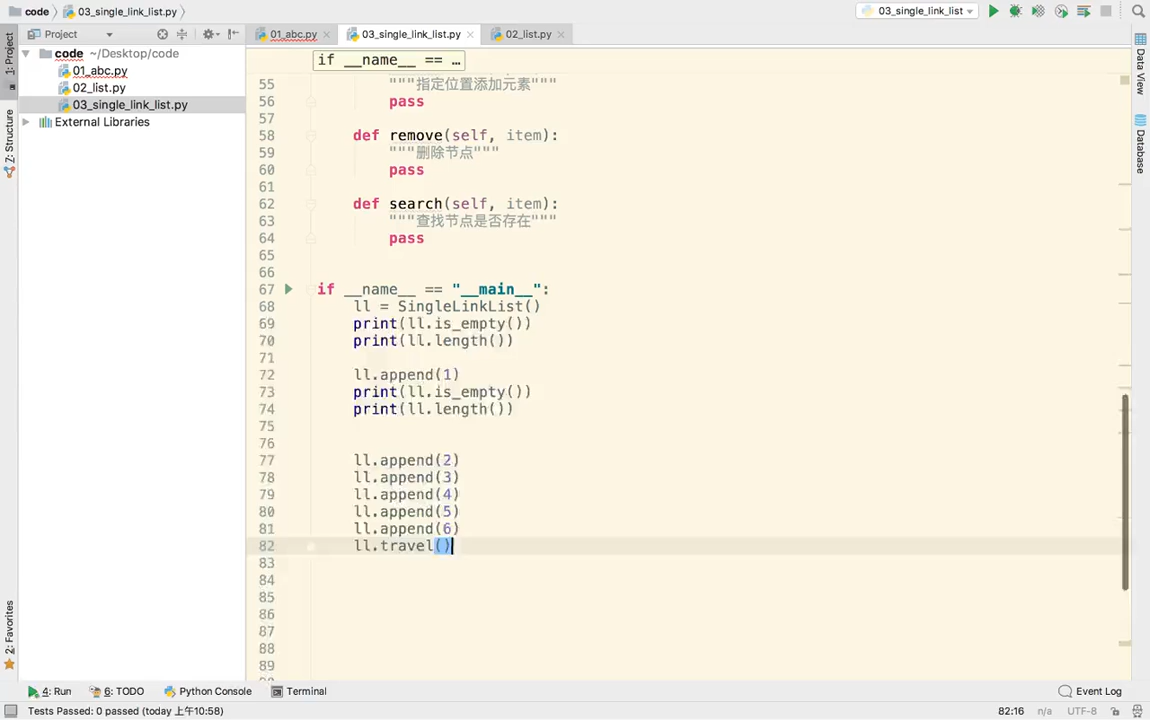 code
03_single_link_list.py
03_single_link_list
1: Project
Project
01_abc.py
03_single_link_list.py
02_list.py
code ~/Desktop/code
01_abc.py
02_list.py
03_single_link_list.py
External Libraries
Z: Structure
2: Favorites
Data View
Database
if __name__ == …
55 """指定位置添加元素"""
56 pass
57
58 def remove(self, item):
59 """删除节点"""
60 pass
61
62 def search(self, item):
63 """查找节点是否存在"""
64 pass
65
66
67 if __name__ == "__main__":
68 ll = SingleLinkList()
69 print(ll.is_empty())
70 print(ll.length())
71
72 ll.append(1)
73 print(ll.is_empty())
74 print(ll.length())
75
76
77 ll.append(2)
78 ll.append(3)
79 ll.append(4)
80 ll.append(5)
81 ll.append(6)
82 ll.travel()
83
84
85
86
87
88
89
4: Run
6: TODO
Python Console
Terminal
Event Log
Tests Passed: 0 passed (today 上午10:58)
82:16
n/a
UTF-8